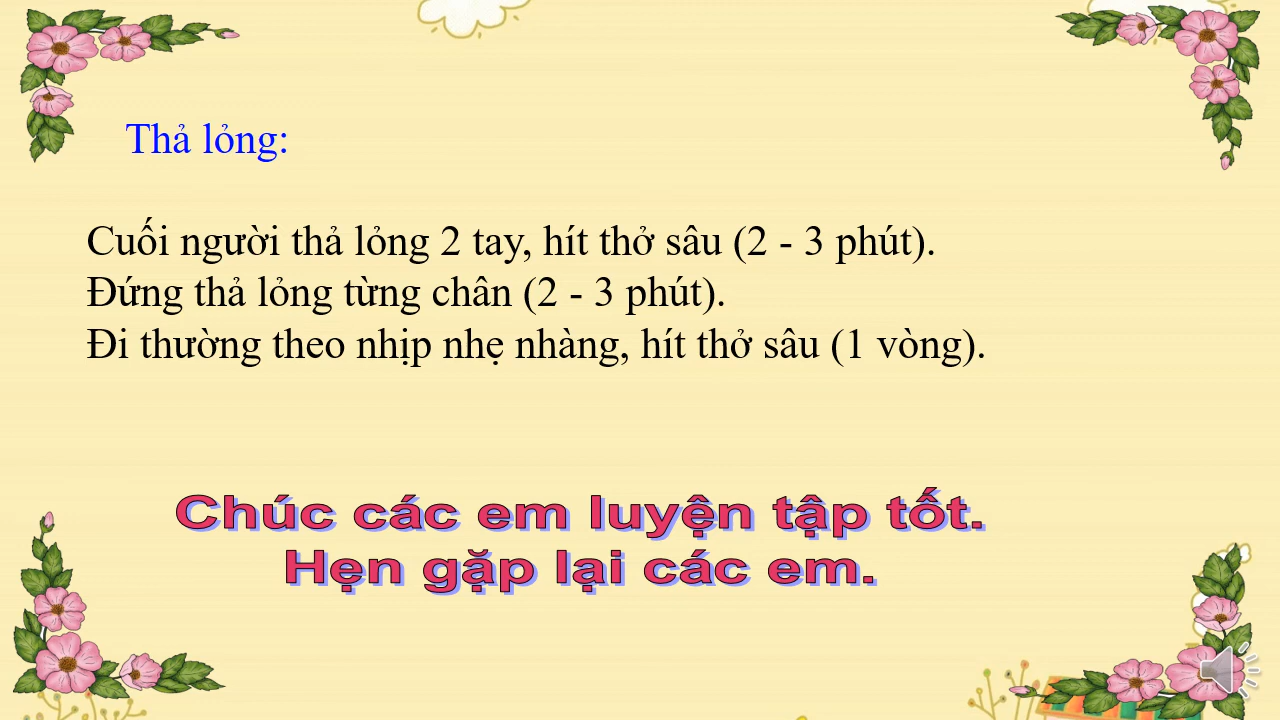 Thả lỏng:
Cuối người thả lỏng 2 tay, hít thở sâu (2 - 3 phút).
Đứng thả lỏng từng chân (2 - 3 phút).
Đi thường theo nhịp nhẹ nhàng, hít thở sâu (1 vòng).
Chúc các em luyện tập tốt.
Hẹn gặp lại các em.